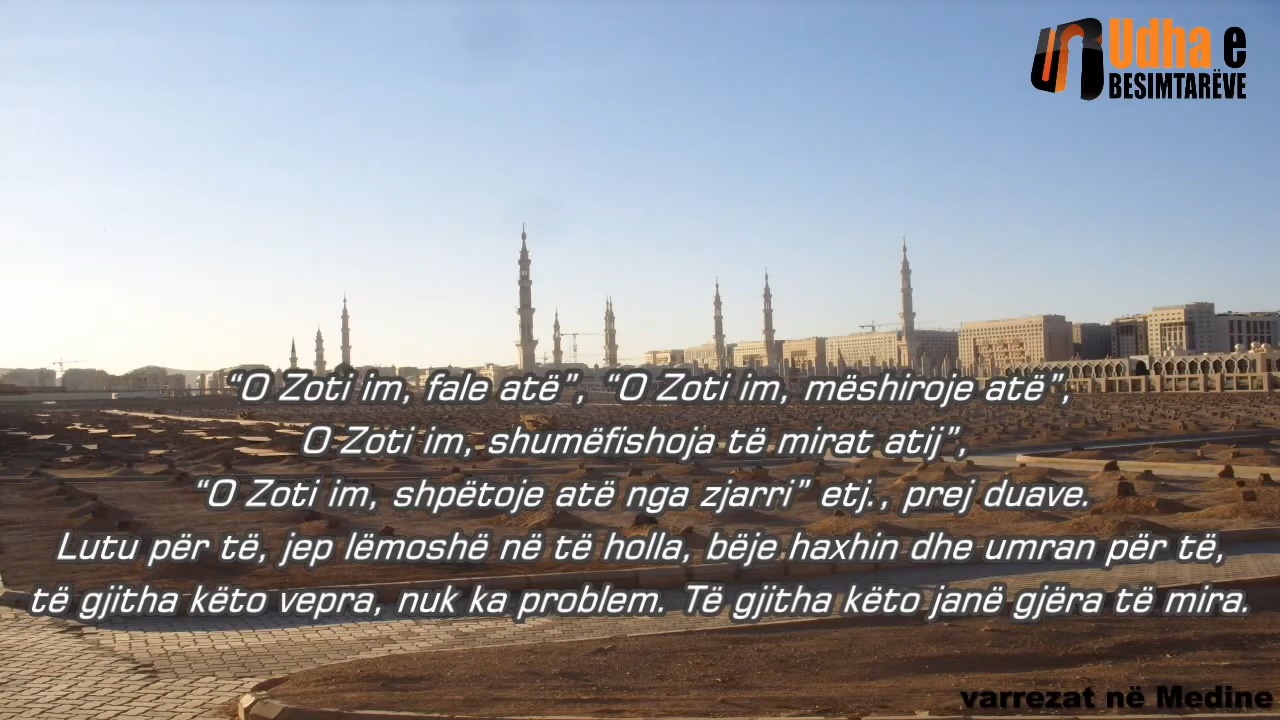 Udha e
BESIMTARËVE
“O Zoti im, fale atë”, “O Zoti im, mëshiroje atë”,
O Zoti im, shumëfishoja të mirat atij”,
“O Zoti im, shpëtoje atë nga zjarri” etj., prej duave.
Lutu për të, jep lëmoshë në të holla, bëje haxhin dhe umran për të,
të gjitha këto vepra, nuk ka problem. Të gjitha këto janë gjëra të mira.
varrezat në Medine